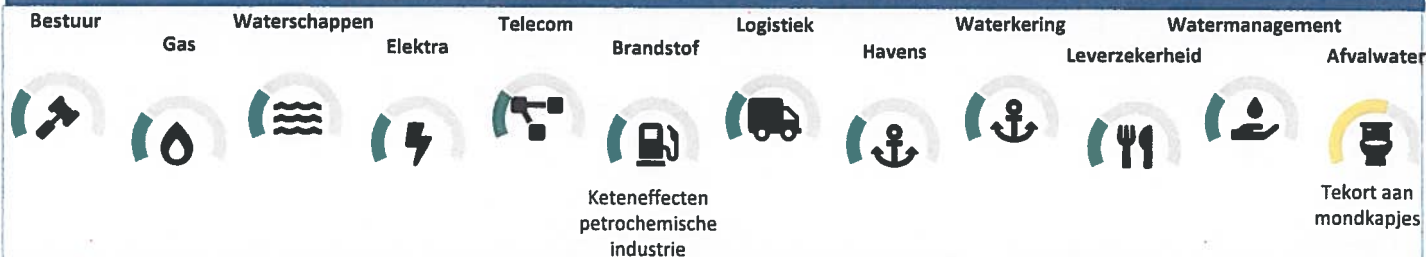 Bestuur
Gas
Waterschappen
Elektra
Telecom
Brandstof
Keteneffecten
petrochemische
industrie
Logistiek
Havens
Waterkering
Leverzekerheid
Watermanagement
Afvalwater
Tekort aan
mondkapjes